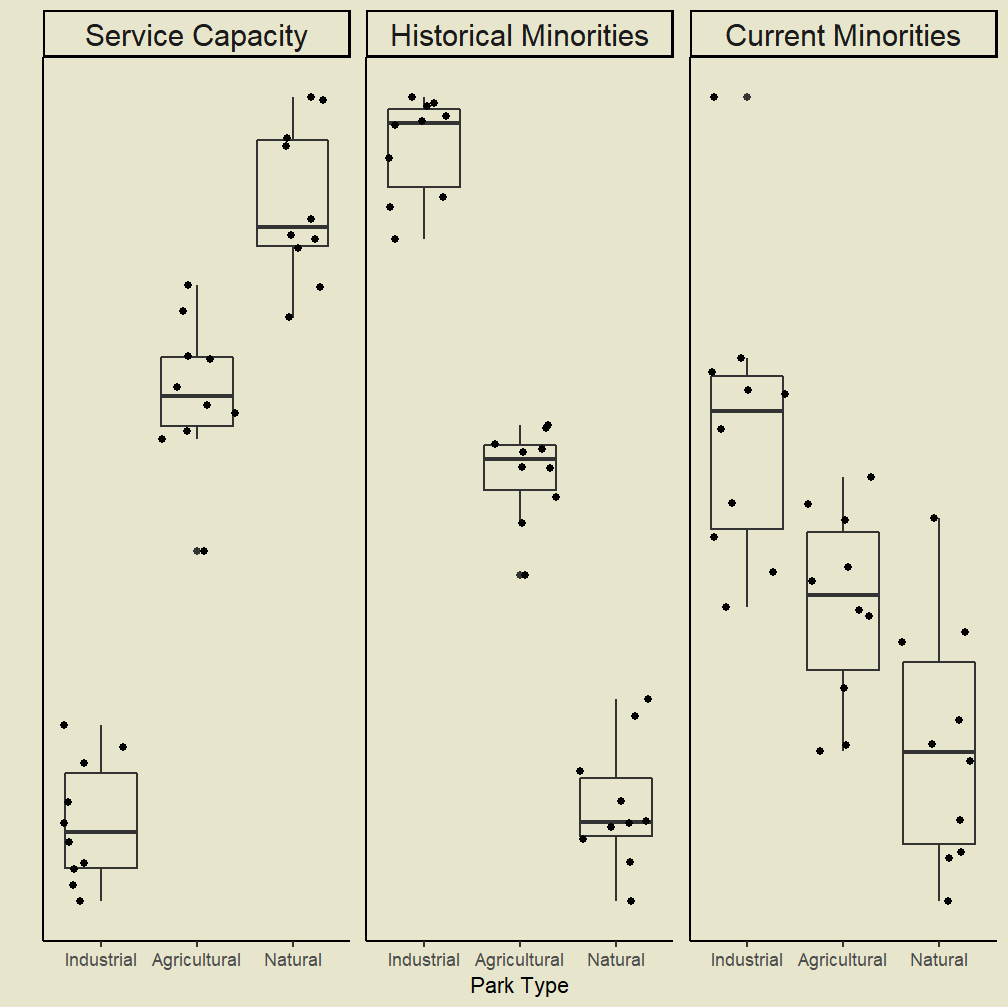 Service Capacity Historical Minorities Current Minorities
Industrial Agricultural Natural Industrial Agricultural Natural Industrial Agricultural Natural
Park Type